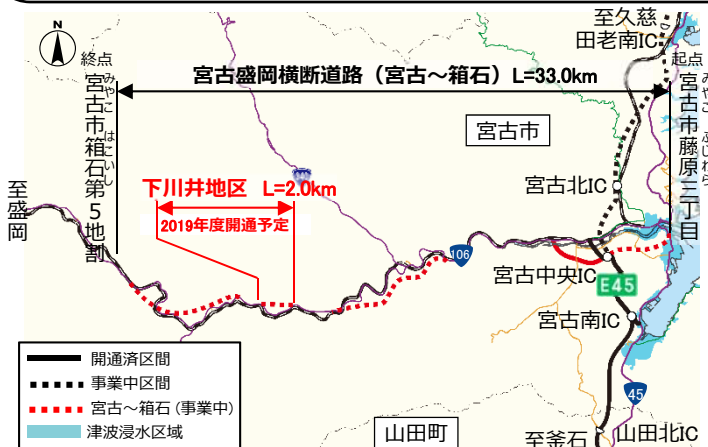 至久慈
田老南IC
N
終点
起点
宮古盛岡横断道路（宮古～箱石）L=33.0km
宮古市箱石第5地割
みやこ はこいし
宮古市藤原三丁目
みやこ ふじわら
宮古市
宮古北IC
下川井地区 L=2.0km
2019年度開通予定
至盛岡
106
宮古中央IC
E45
宮古南IC
開通済区間
事業中区間
宮古～箱石(事業中)
津波浸水区域
45
山田町
至釜石
山田北IC